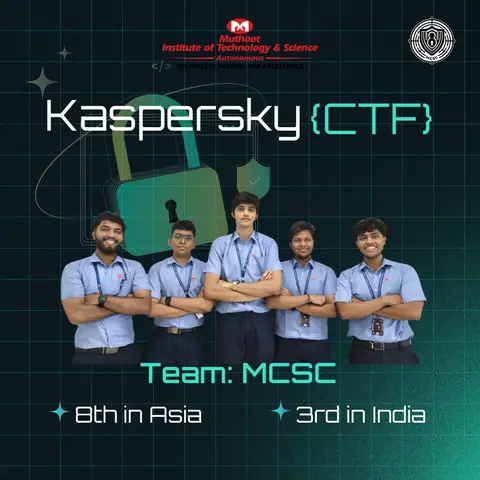 Muthoot
Institute of Technology & Science
Autonomous
</>
Kaspersky {CTF}
Team: MCSC
8th in Asia
3rd in India